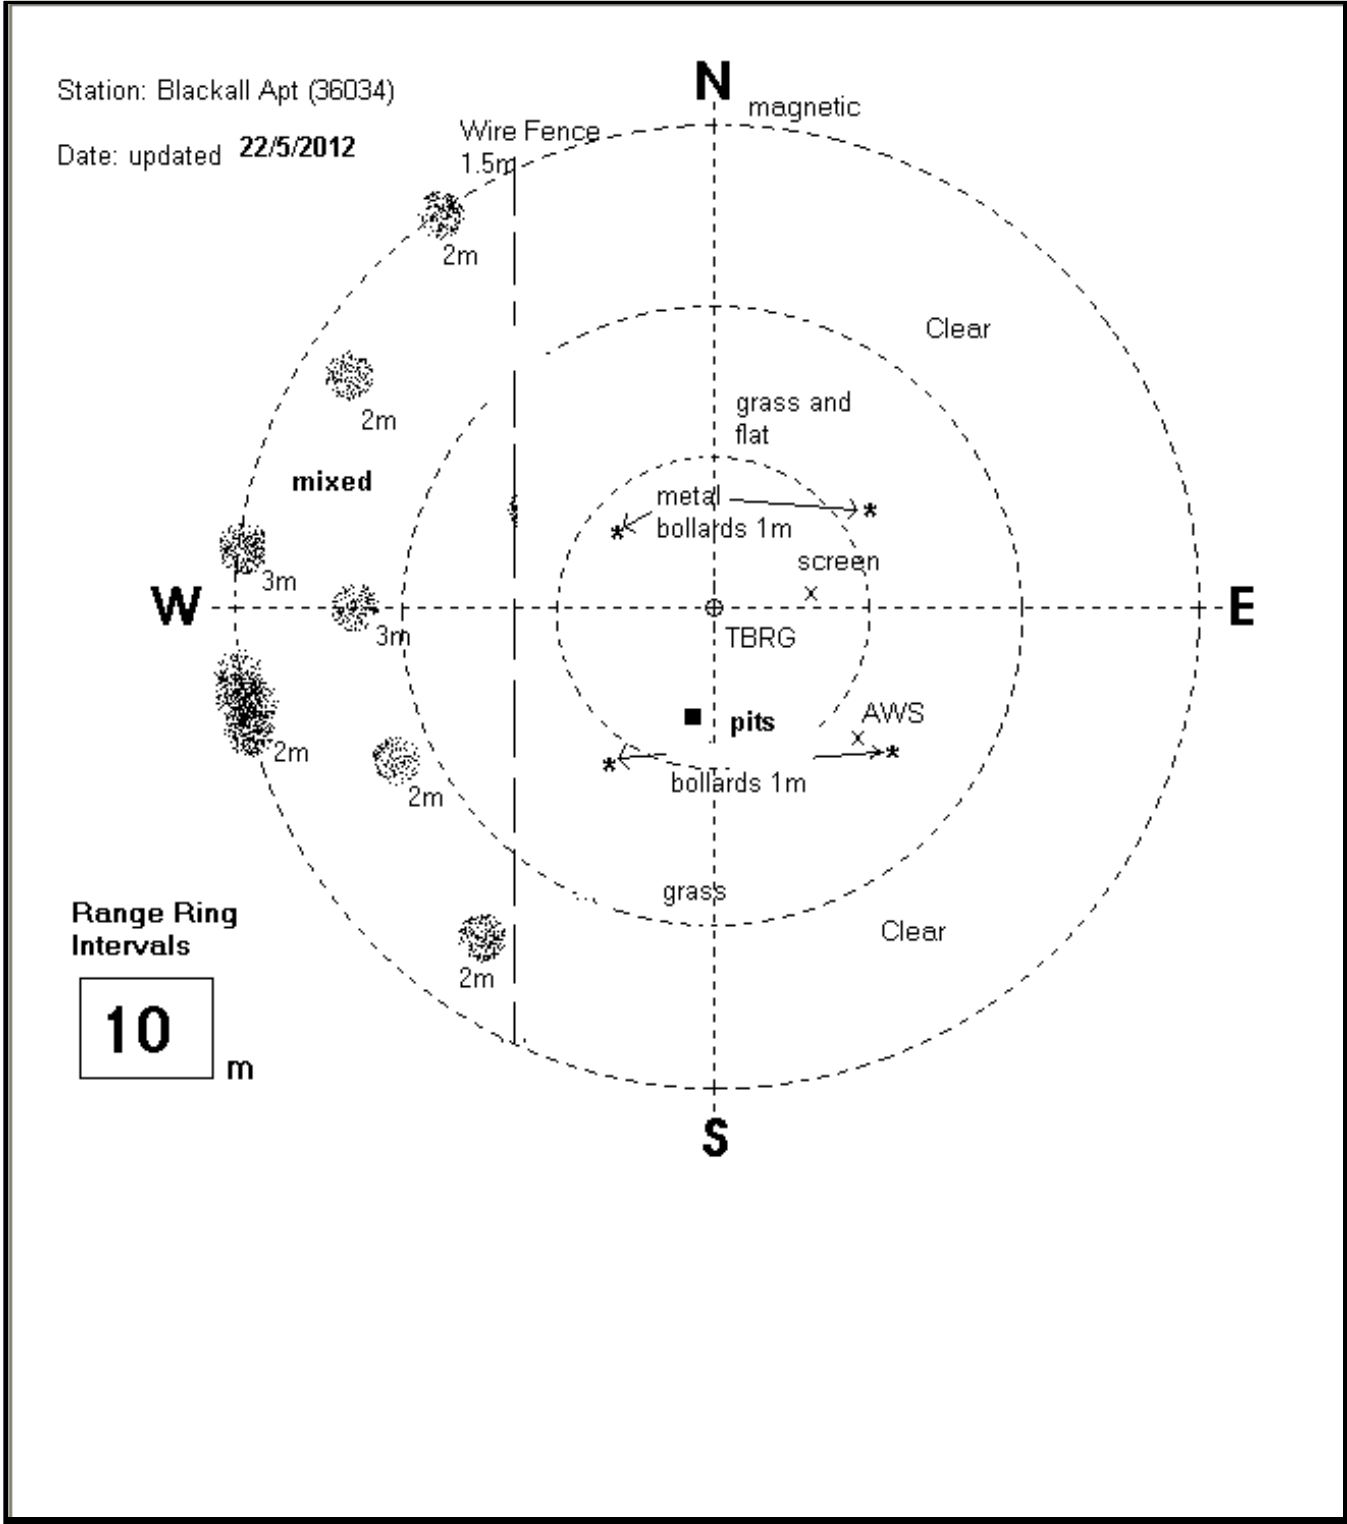 N
magnetic
Station: Blackall Apt (36034)
Date: updated 22/5/2012
Wire Fence
1.5m
2m
Clear
2m
grass and
flat
mixed
metal
bollards 1m
*
*
screen
x
3m
W
E
3m
TBRG
2m
pits
AWS
x
2m
*
*
bollards 1m
grass
Clear
2m
Range Ring
Intervals
10
m
S